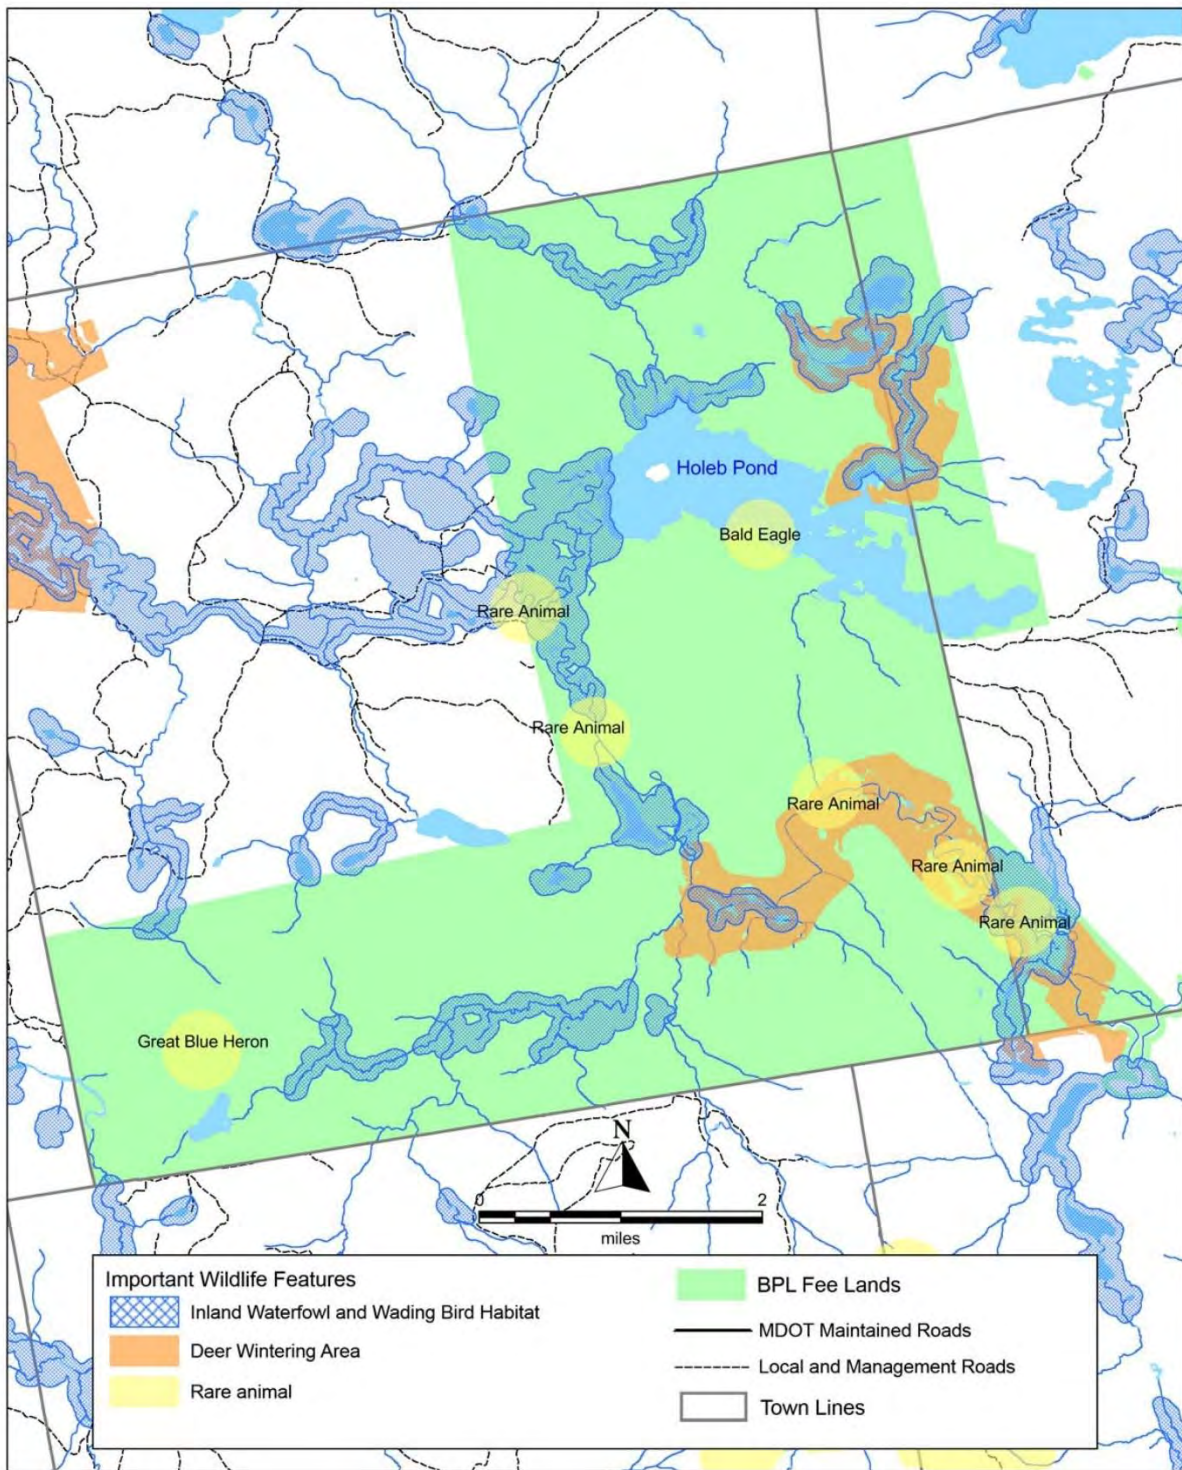 Holeb Pond
Bald Eagle
Rare Animal
Rare Animal
Rare Animal
Rare Animal
Rare Animal
Great Blue Heron
N
0 2
miles
Important Wildlife Features
Inland Waterfowl and Wading Bird Habitat
Deer Wintering Area
Rare animal
BPL Fee Lands
MDOT Maintained Roads
Local and Management Roads
Town Lines